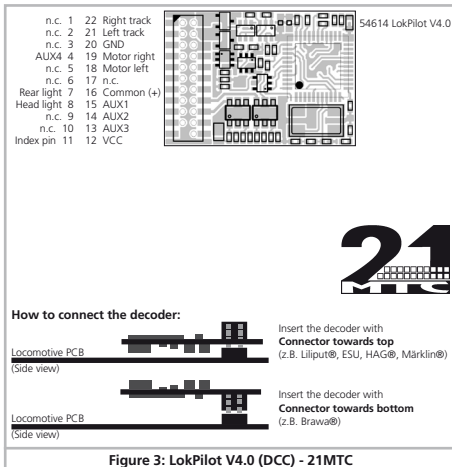 n.c. 1 22 Right track
n.c. 2 21 Left track
n.c. 3 20 GND
AUX4 4 19 Motor right
n.c. 5 18 Motor left
n.c. 6 17 n.c.
Rear light 7 16 Common (+)
Head light 8 15 AUX1
n.c. 9 14 AUX2
n.c. 10 13 AUX3
Index pin 11 12 VCC
54614 LokPilot V4.0
21
MTC
How to connect the decoder:
Insert the decoder with
Connector towards top
(z.B. Liliput®, ESU, HAG®, Märklin®)
Locomotive PCB
(Side view)
Insert the decoder with
Connector towards bottom
(z.B. Brawa®)
Locomotive PCB
(Side view)
Figure 3: LokPilot V4.0 (DCC) - 21MTC